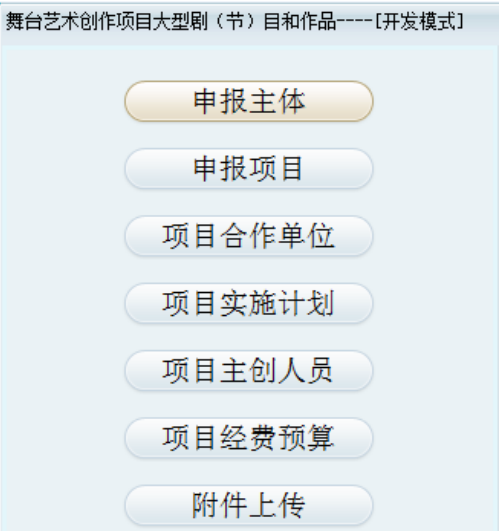 舞台艺术创作项目大型剧（节）目和作品----[开发模式]
申报主体
申报项目
项目合作单位
项目实施计划
项目主创人员
项目经费预算
附件上传